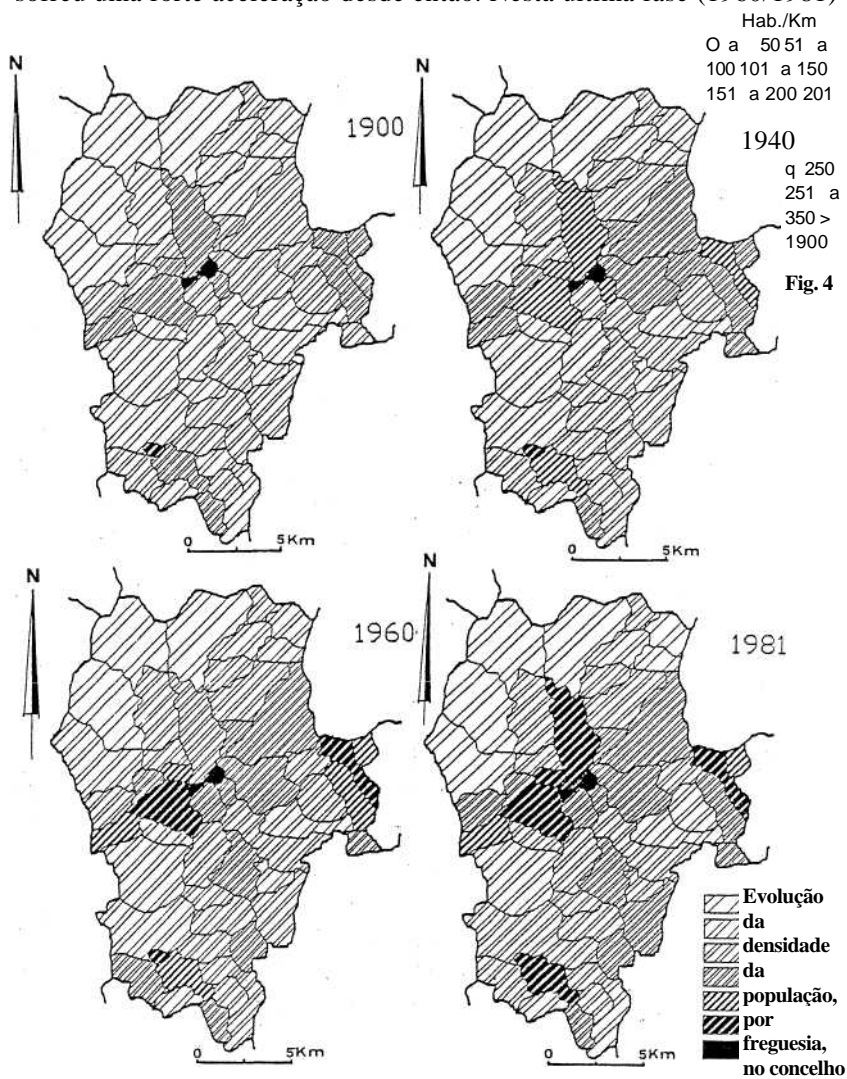 sofreu uma forte aceleração desde então. Nesta última fase (1960/1981)
Hab./Km
O a 50 51 a
100 101 a 150
151 a 200 201
N
1900
N
1940
q 250
251 a
350 >
1900
Fig. 4
0 5Km
0 5Km
N
1960
N
1981
Evolução
da
densidade
da
população,
por
freguesia,
no concelho
0 5Km
0 5Km